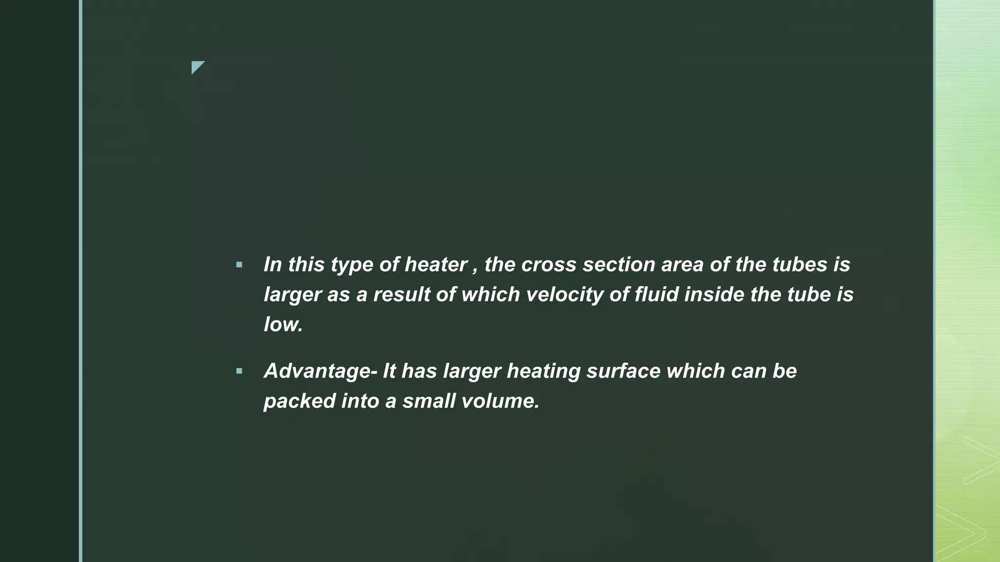 ▪ In this type of heater , the cross section area of the tubes is
larger as a result of which velocity of fluid inside the tube is
low.
▪ Advantage- It has larger heating surface which can be
packed into a small volume.